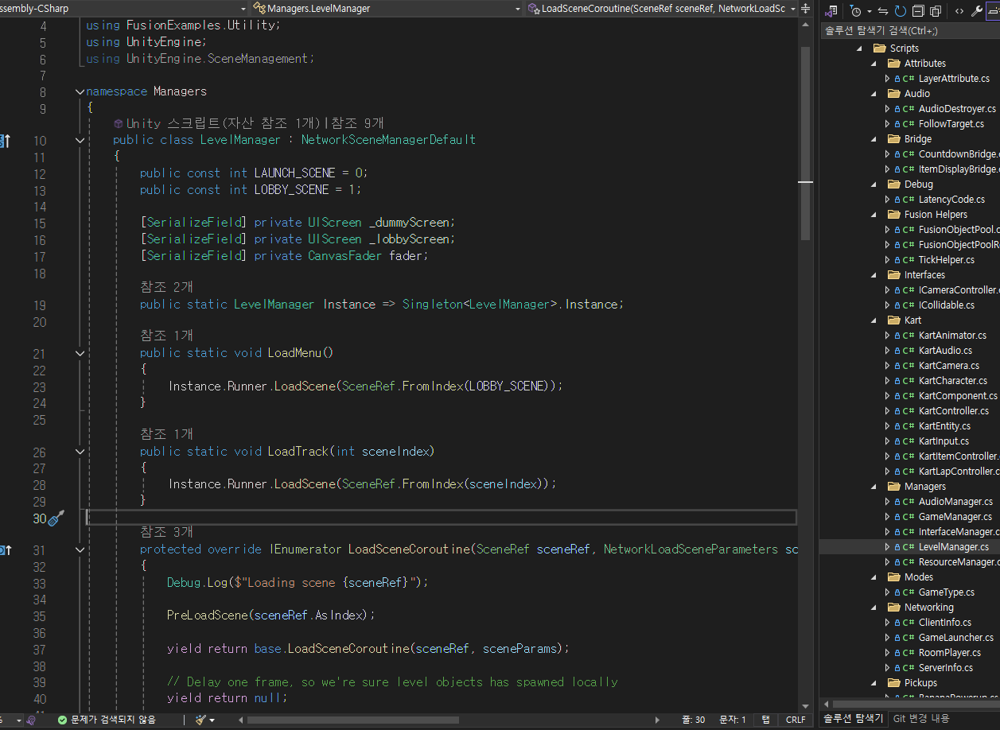 ssembly-CSharp
Managers.LevelManager
LoadSceneCoroutine(SceneRef sceneRef, NetworkLoadSc
4 using FusionExamples.Utility;
5 using UnityEngine;
6 using UnityEngine.SceneManagement;
7
8 namespace Managers
9 {
Unity 스크립트(자산 참조 1개)|참조 9개
10 public class LevelManager : NetworkSceneManagerDefault
11 {
12 public const int LAUNCH_SCENE = 0;
13 public const int LOBBY_SCENE = 1;
14
15 [SerializeField] private UIScreen _dummyScreen;
16 [SerializeField] private UIScreen _lobbyScreen;
17 [SerializeField] private CanvasFader fader;
18
참조 2개
19 public static LevelManager Instance => Singleton<LevelManager>.Instance;
20
참조 1개
21 public static void LoadMenu()
22 {
23 Instance.Runner.LoadScene(SceneRef.FromIndex(LOBBY_SCENE));
24 }
25
참조 1개
26 public static void LoadTrack(int sceneIndex)
27 {
28 Instance.Runner.LoadScene(SceneRef.FromIndex(sceneIndex));
29 }
30
참조 3개
31 protected override IEnumerator LoadSceneCoroutine(SceneRef sceneRef, NetworkLoadSceneParameters sc
32 {
33 Debug.Log($"Loading scene {sceneRef}");
34
35 PreLoadScene(sceneRef.AsIndex);
36
37 yield return base.LoadSceneCoroutine(sceneRef, sceneParams);
38
39 // Delay one frame, so we're sure level objects has spawned locally
40 yield return null;
문제가 검색되지 않음
줄: 30 문자: 1 탭 CRLF
솔루션 탐색기 검색(Ctrl+;)
Scripts
Attributes
C# LayerAttribute.cs
Audio
C# AudioDestroyer.cs
C# FollowTarget.cs
Bridge
C# CountdownBridge.
C# ItemDisplayBridge.
Debug
C# LatencyCode.cs
Fusion Helpers
C# FusionObjectPool.c
C# FusionObjectPoolR
C# TickHelper.cs
Interfaces
C# ICameraController.
C# ICollidable.cs
Kart
C# KartAnimator.cs
C# KartAudio.cs
C# KartCamera.cs
C# KartCharacter.cs
C# KartComponent.cs
C# KartController.cs
C# KartEntity.cs
C# KartInput.cs
C# KartItemController.
C# KartLapController.c
Managers
C# AudioManager.cs
C# GameManager.cs
C# InterfaceManager.c
C# LevelManager.cs
C# ResourceManager.c
Modes
C# GameType.cs
Networking
C# ClientInfo.cs
C# GameLauncher.cs
C# RoomPlayer.cs
C# ServerInfo.cs
Pickups
솔루션 탐색기 Git 변경 내용